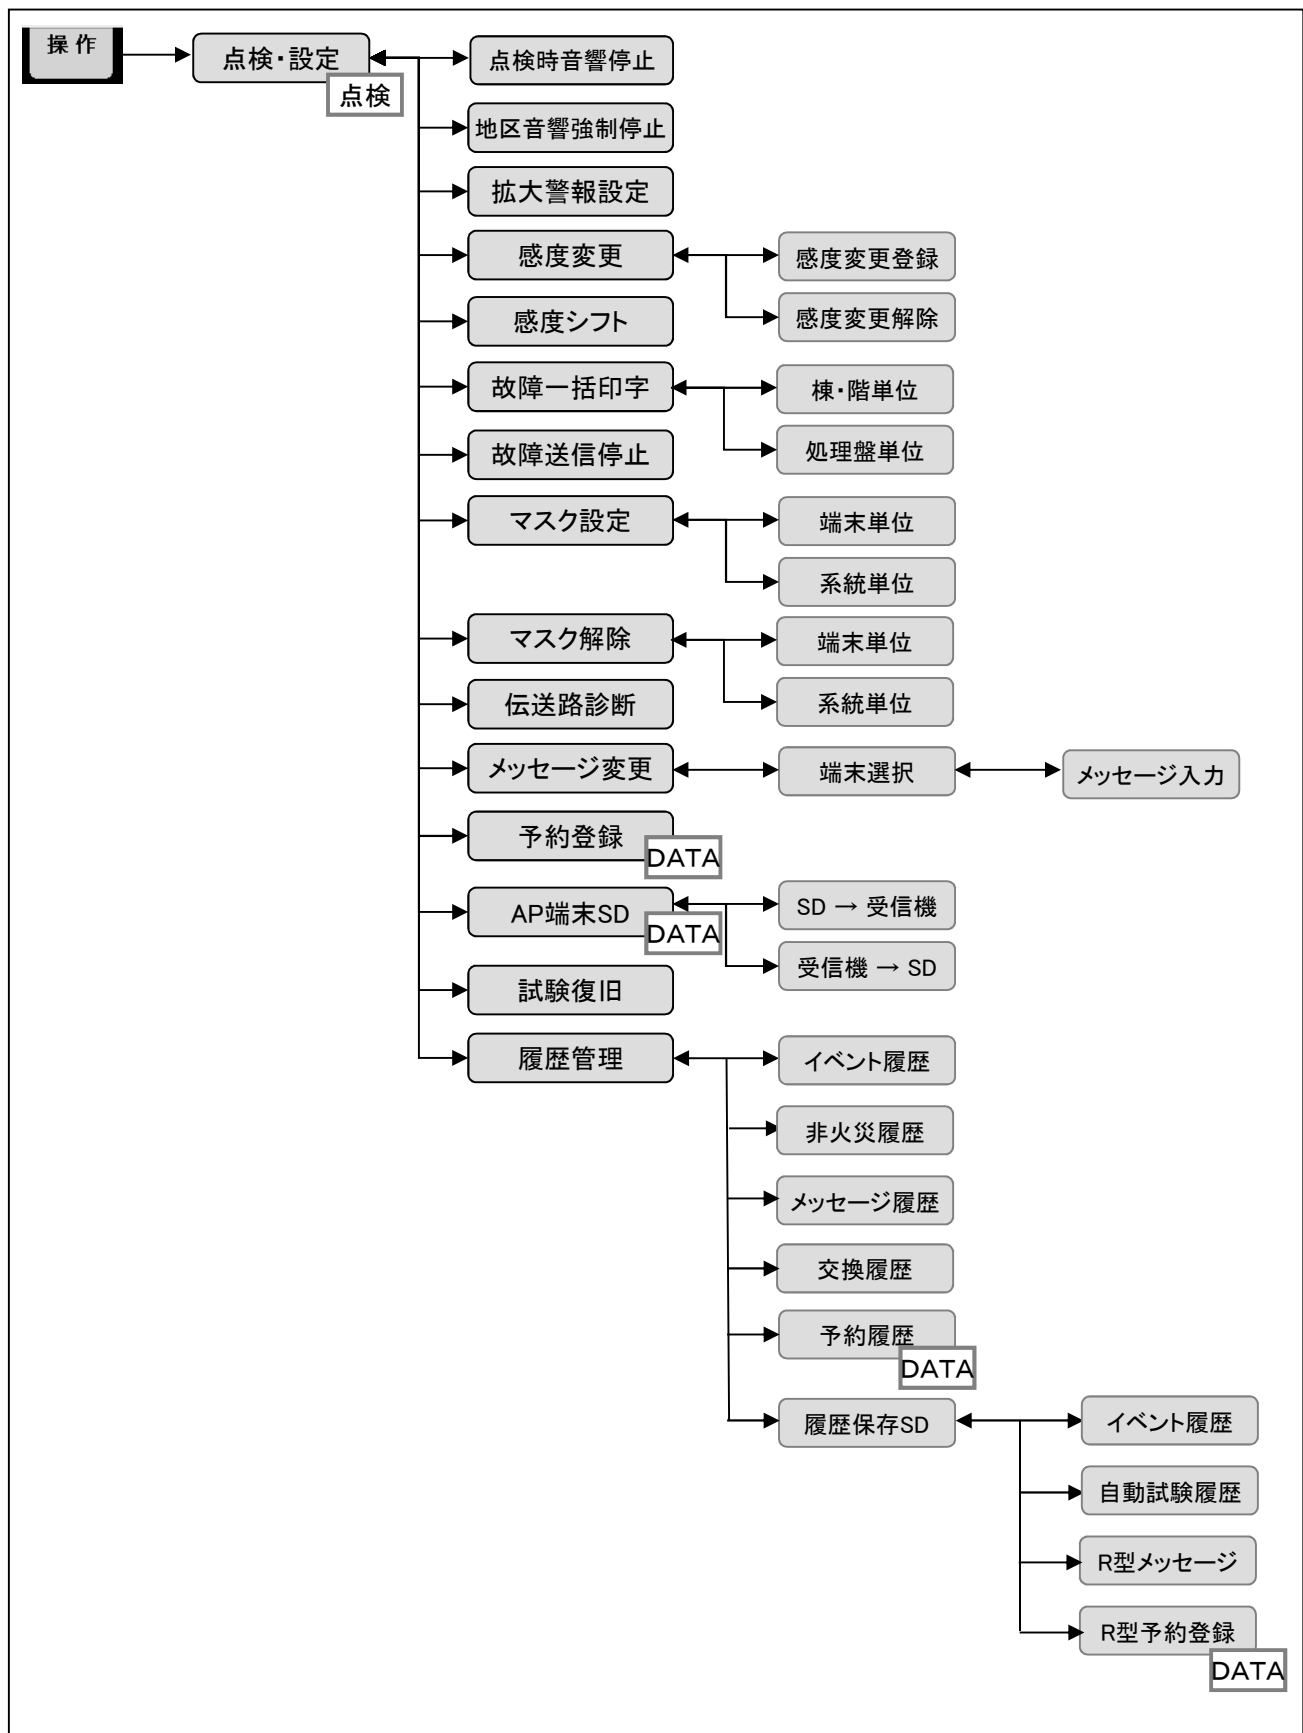 操作
点検・設定
点検
点検時音響停止
地区音響強制停止
拡大警報設定
感度変更
感度変更登録
感度変更解除
感度シフト
故障一括印字
棟・階単位
処理盤単位
故障送信停止
マスク設定
端末単位
系統単位
マスク解除
端末単位
系統単位
伝送路診断
メッセージ変更
端末選択
メッセージ入力
予約登録
DATA
AP端末SD
DATA
SD → 受信機
受信機 → SD
試験復旧
履歴管理
イベント履歴
非火災履歴
メッセージ履歴
交換履歴
予約履歴
DATA
履歴保存SD
イベント履歴
自動試験履歴
R型メッセージ
R型予約登録
DATA